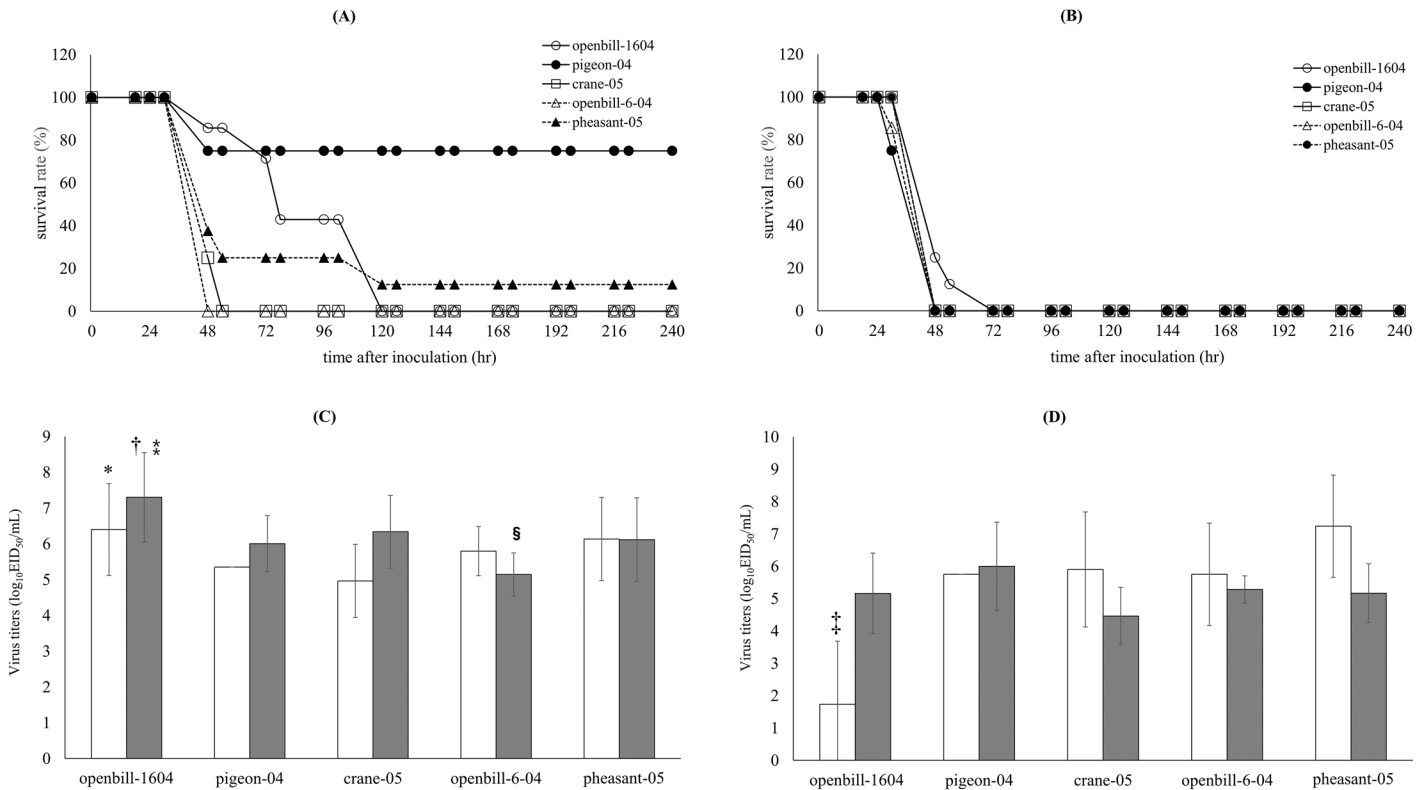 (A)
120
100
80
60
40
20
0
survival rate (%)
0 24 48 72 96 120 144 168 192 216 240
time after inoculation (hr)
openbill-1604
pigeon-04
crane-05
openbill-6-04
pheasant-05
(B)
120
100
80
60
40
20
0
survival rate (%)
0 24 48 72 96 120 144 168 192 216 240
time after inoculation (hr)
openbill-1604
pigeon-04
crane-05
openbill-6-04
pheasant-05
(C)
9
8
7
6
5
4
3
2
1
0
Virus titers (log10EID50/mL)
* † **
§
openbill-1604 pigeon-04 crane-05 openbill-6-04 pheasant-05
(D)
10
9
8
7
6
5
4
3
2
1
0
Virus titers (log10EID50/mL)
‡
openbill-1604 pigeon-04 crane-05 openbill-6-04 pheasant-05